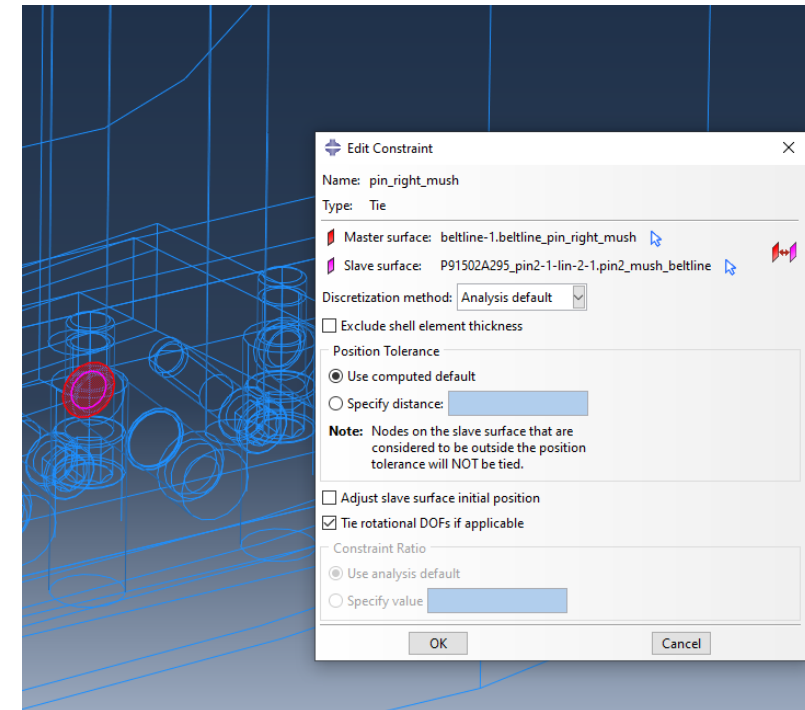 Edit Constraint
Name: pin_right_mush
Type: Tie
Master surface: beltline-1.beltline_pin_right_mush
Slave surface: P91502A295_pin2-1-lin-2-1.pin2_mush_beltline
Discretization method: Analysis default
Exclude shell element thickness
Position Tolerance
Use computed default
Specify distance:
Note: Nodes on the slave surface that are
considered to be outside the position
tolerance will NOT be tied.
Adjust slave surface initial position
Tie rotational DOFs if applicable
Constraint Ratio
Use analysis default
Specify value
OK Cancel